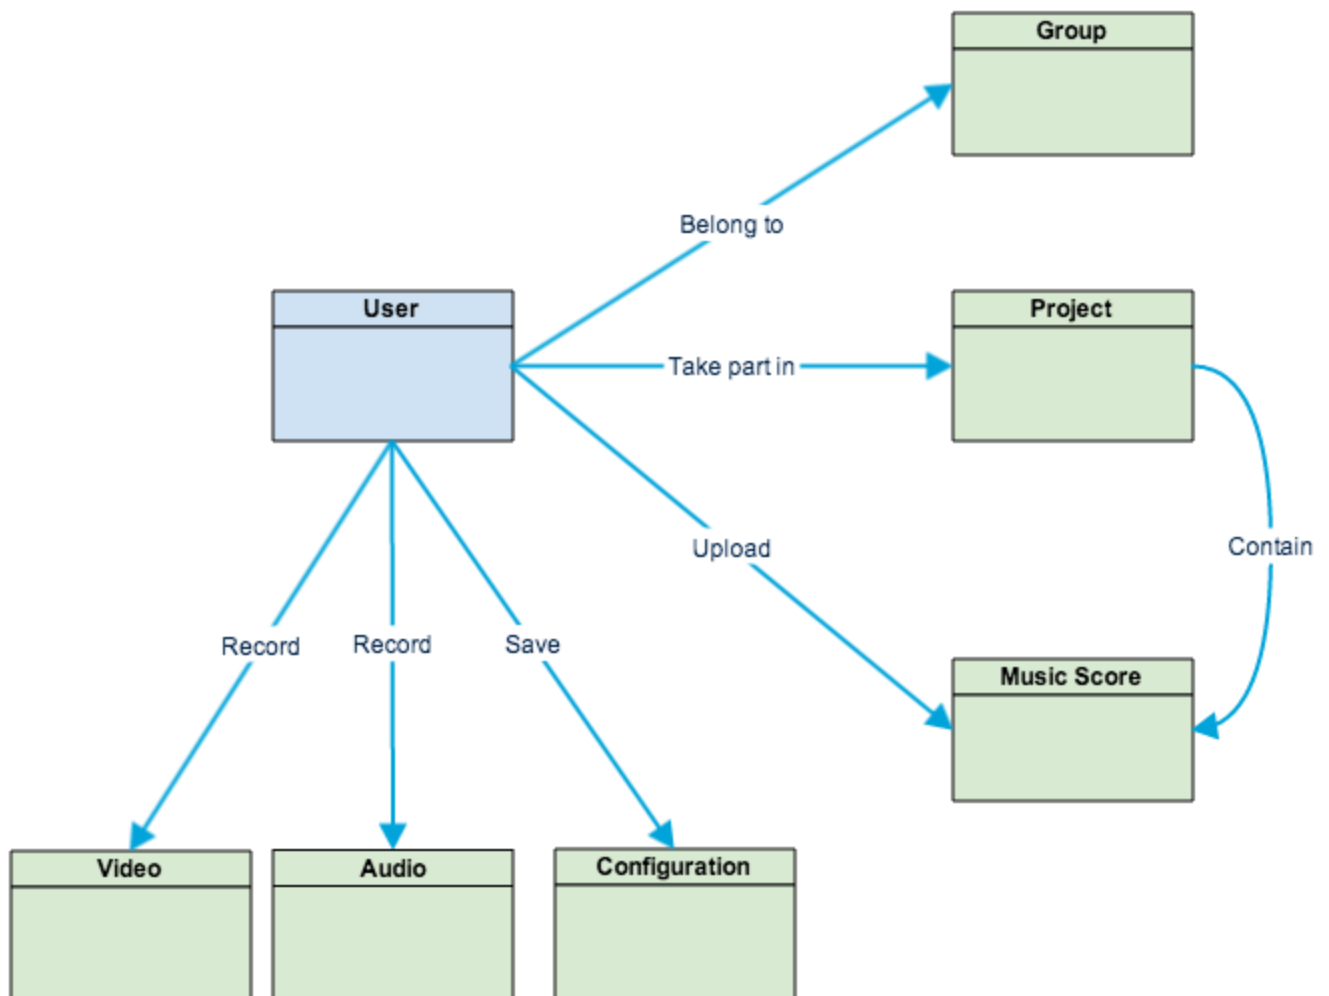 Group
Belong to
User
Project
Take part in
Upload
Contain
Record
Record
Save
Music Score
Video
Audio
Configuration